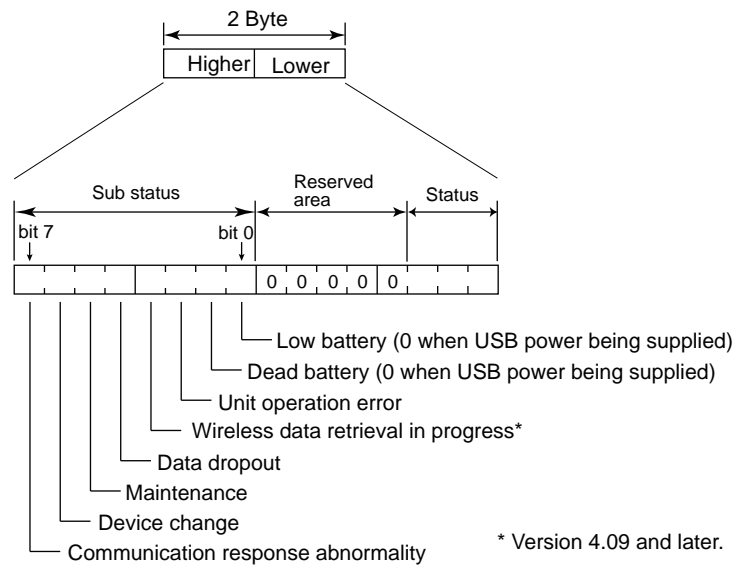 2 Byte
Higher Lower
Sub status
Reserved
area
Status
bit 7
bit 0
0 0 0 0 0
Low battery (0 when USB power being supplied)
Dead battery (0 when USB power being supplied)
Unit operation error
Wireless data retrieval in progress*
Data dropout
Maintenance
Device change
Communication response abnormality
* Version 4.09 and later.